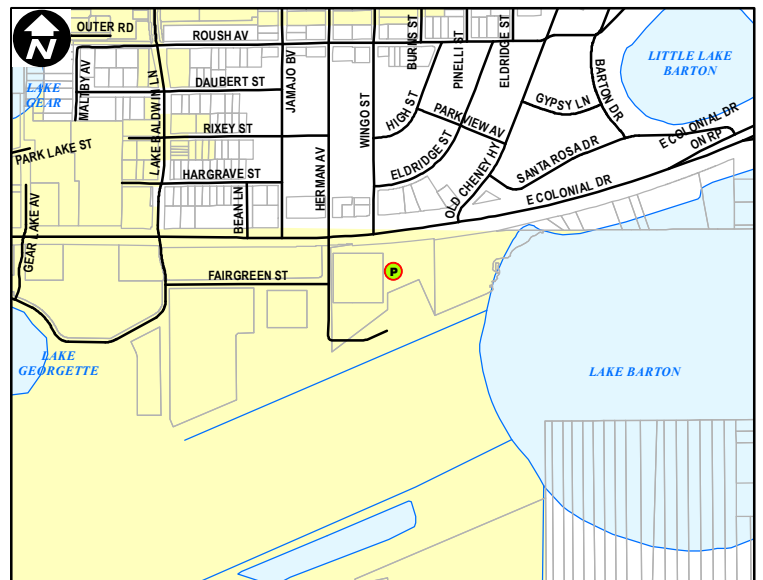 N
OUTER RD
ROUSH AV
BURNS ST
PINELLI ST
ELDRIDGE ST
LITTLE LAKE
BARTON
MALTBY AV
LAKE BALDWIN LN
DAUBERT ST
JAMAJO BV
WINGO ST
HIGH ST
PARKVIEW AV
GYPSY LN
BARTON DR
LAKE
GEAR
RIXEY ST
PARK LAKE ST
HARGRAVE ST
HERMAN AV
ELDRIDGE ST
OLD CHENEY HY
SANTA ROSA DR
E COLONIAL DR
ON RP
E COLONIAL DR
BEAN LN
GEAR LAKE AV
FAIRGREEN ST
P
LAKE
GEORGETTE
LAKE BARTON